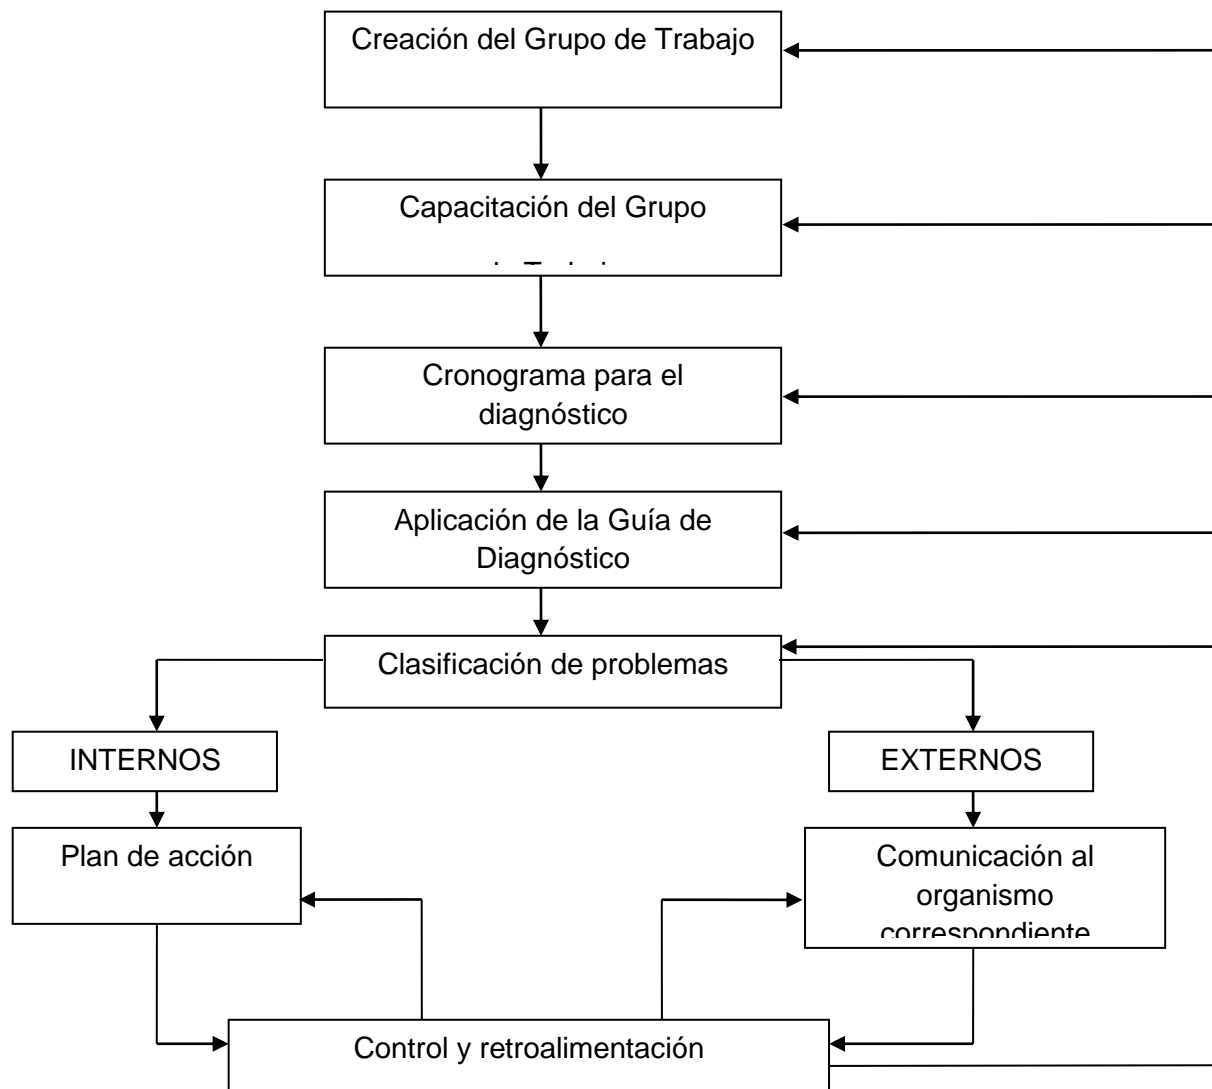 Creación del Grupo de Trabajo
Capacitación del Grupo
Cronograma para el
diagnóstico
Aplicación de la Guía de
Diagnóstico
Clasificación de problemas
INTERNOS
EXTERNOS
Plan de acción
Comunicación al
organismo
correspondiente
Control y retroalimentación